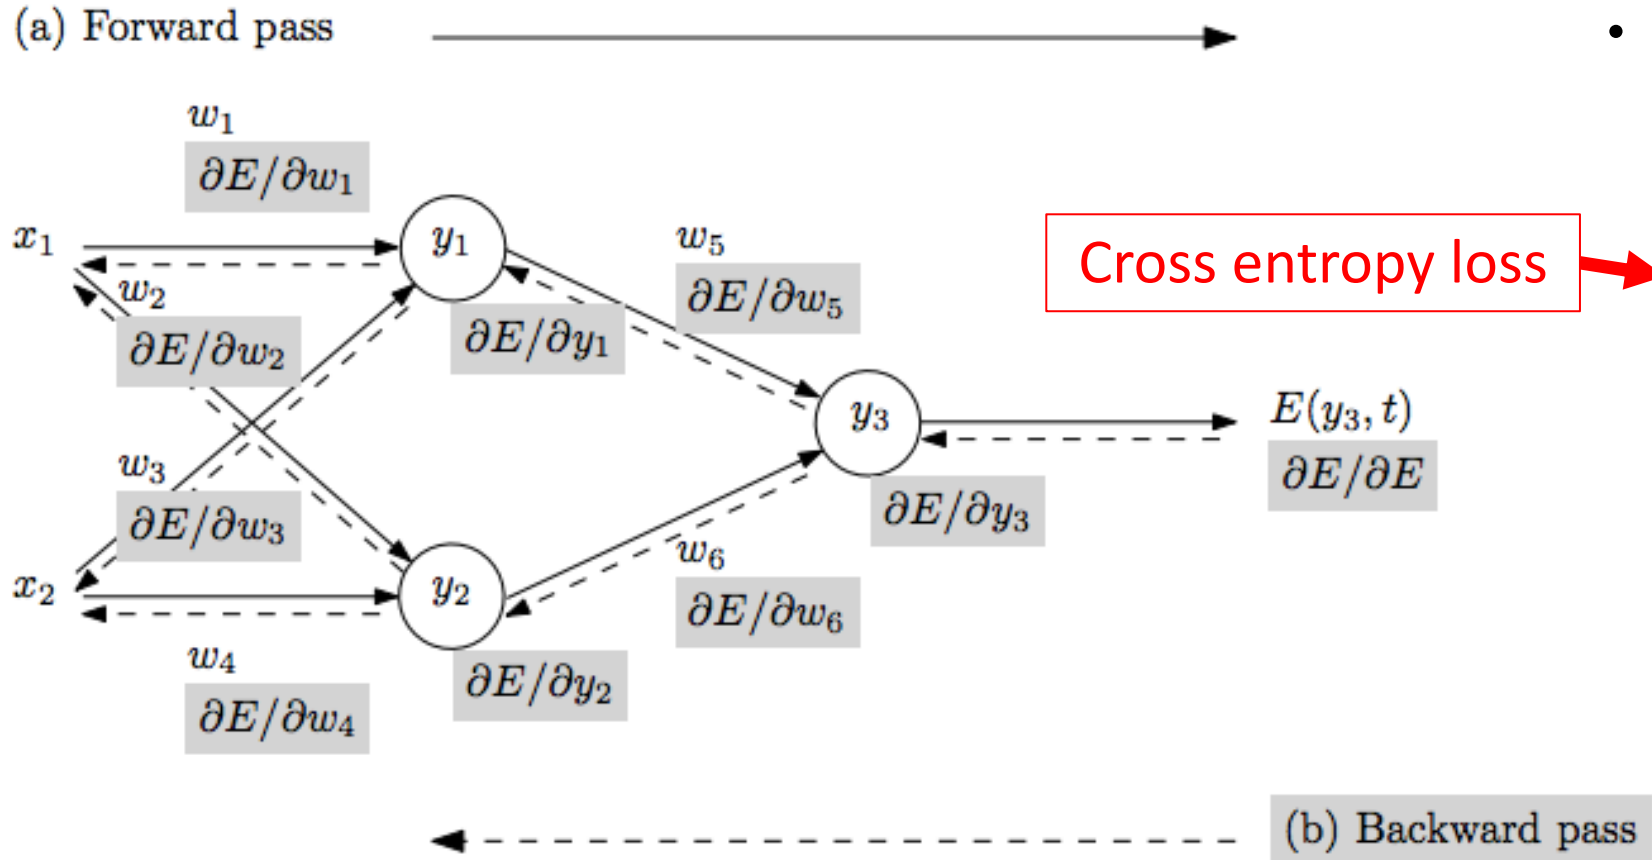 (a) Forward pass
•
w₁
∂E/∂w₁
x₁
y₁
w₅
∂E/∂w₅
Cross entropy loss
w₂
∂E/∂w₂
∂E/∂y₁
y₃
E(y₃, t)
∂E/∂E
w₃
∂E/∂w₃
∂E/∂y₃
x₂
y₂
w₆
∂E/∂w₆
w₄
∂E/∂w₄
∂E/∂y₂
(b) Backward pass